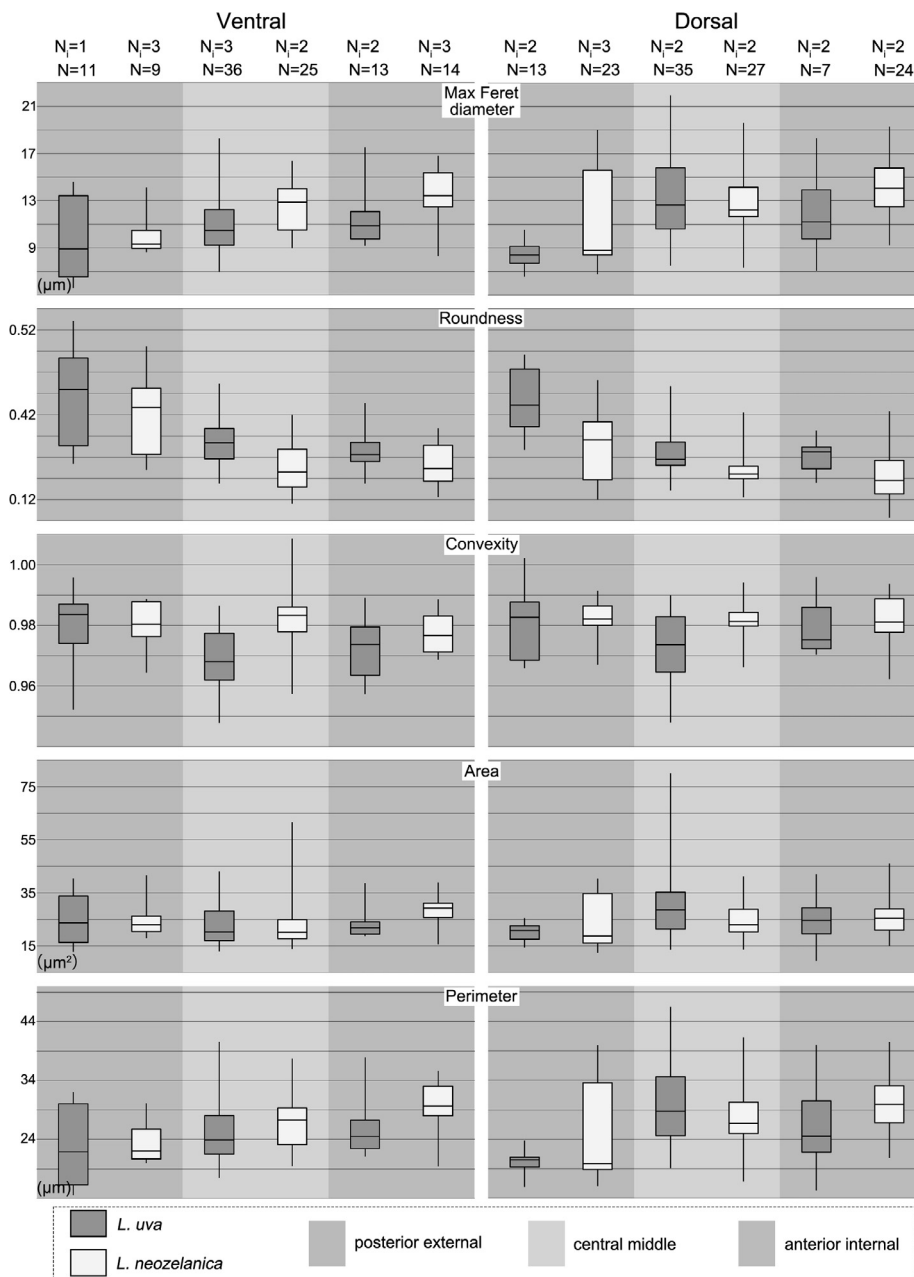 Ventral Dorsal
Ni=1 Ni=3 Ni=3 Ni=2 Ni=2 Ni=3 Ni=2 Ni=3 Ni=2 Ni=2 Ni=2 Ni=2
N=11 N=9 N=36 N=25 N=13 N=14 N=13 N=23 N=35 N=27 N=7 N=24
Max Feret
diameter
21
17
13
9
(µm)
Roundness
0.52
0.42
0.12
Convexity
1.00
0.98
0.96
Area
75
55
35
15
(µm²)
Perimeter
44
34
24
(µm)
L. uva
L. neozelanica
posterior external central middle anterior internal